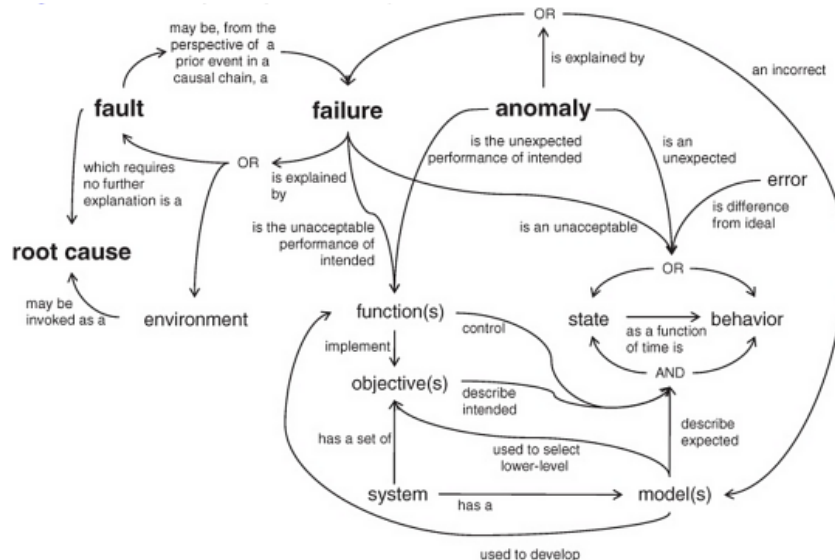 OR
may be, from the
perspective of a
prior event in a
causal chain, a
is explained by
an incorrect
fault
failure
anomaly
is the unexpected
performance of intended
is an
unexpected
which requires
no further
explanation is a
OR
is explained
by
error
is difference
from ideal
is the unacceptable
performance of
intended
is an unacceptable
root cause
OR
may be
invoked as a
environment
function(s)
control
state
as a function
of time is
behavior
implement
AND
objective(s)
describe
intended
describe
expected
has a set of
used to select
lower-level
system
has a
model(s)
used to develop